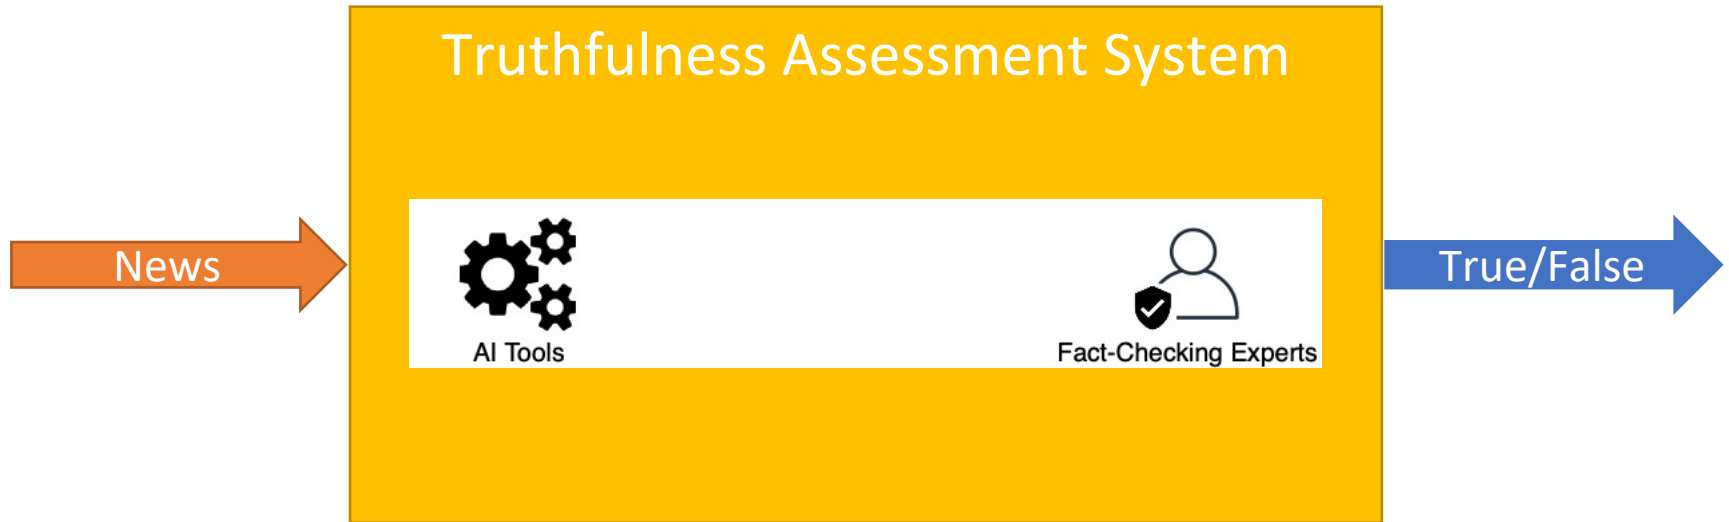 Truthfulness Assessment System
News
AI Tools
Fact-Checking Experts
True/False